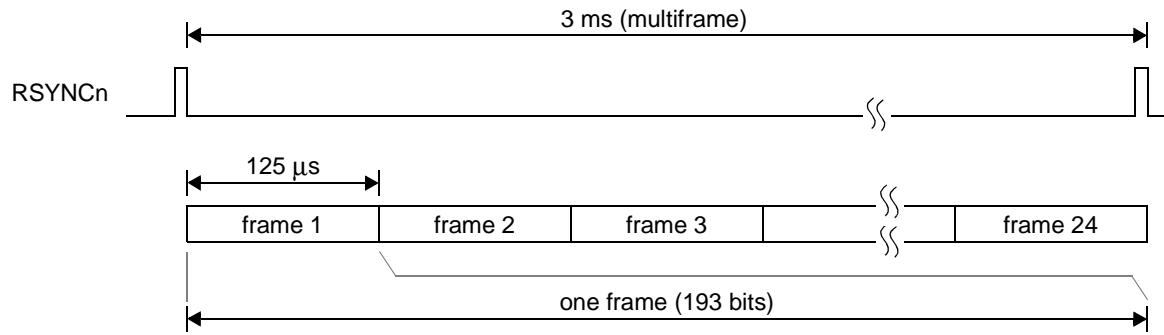 3 ms (multiframe)
RSYNCn
125 μs
frame 1 frame 2 frame 3 frame 24
one frame (193 bits)